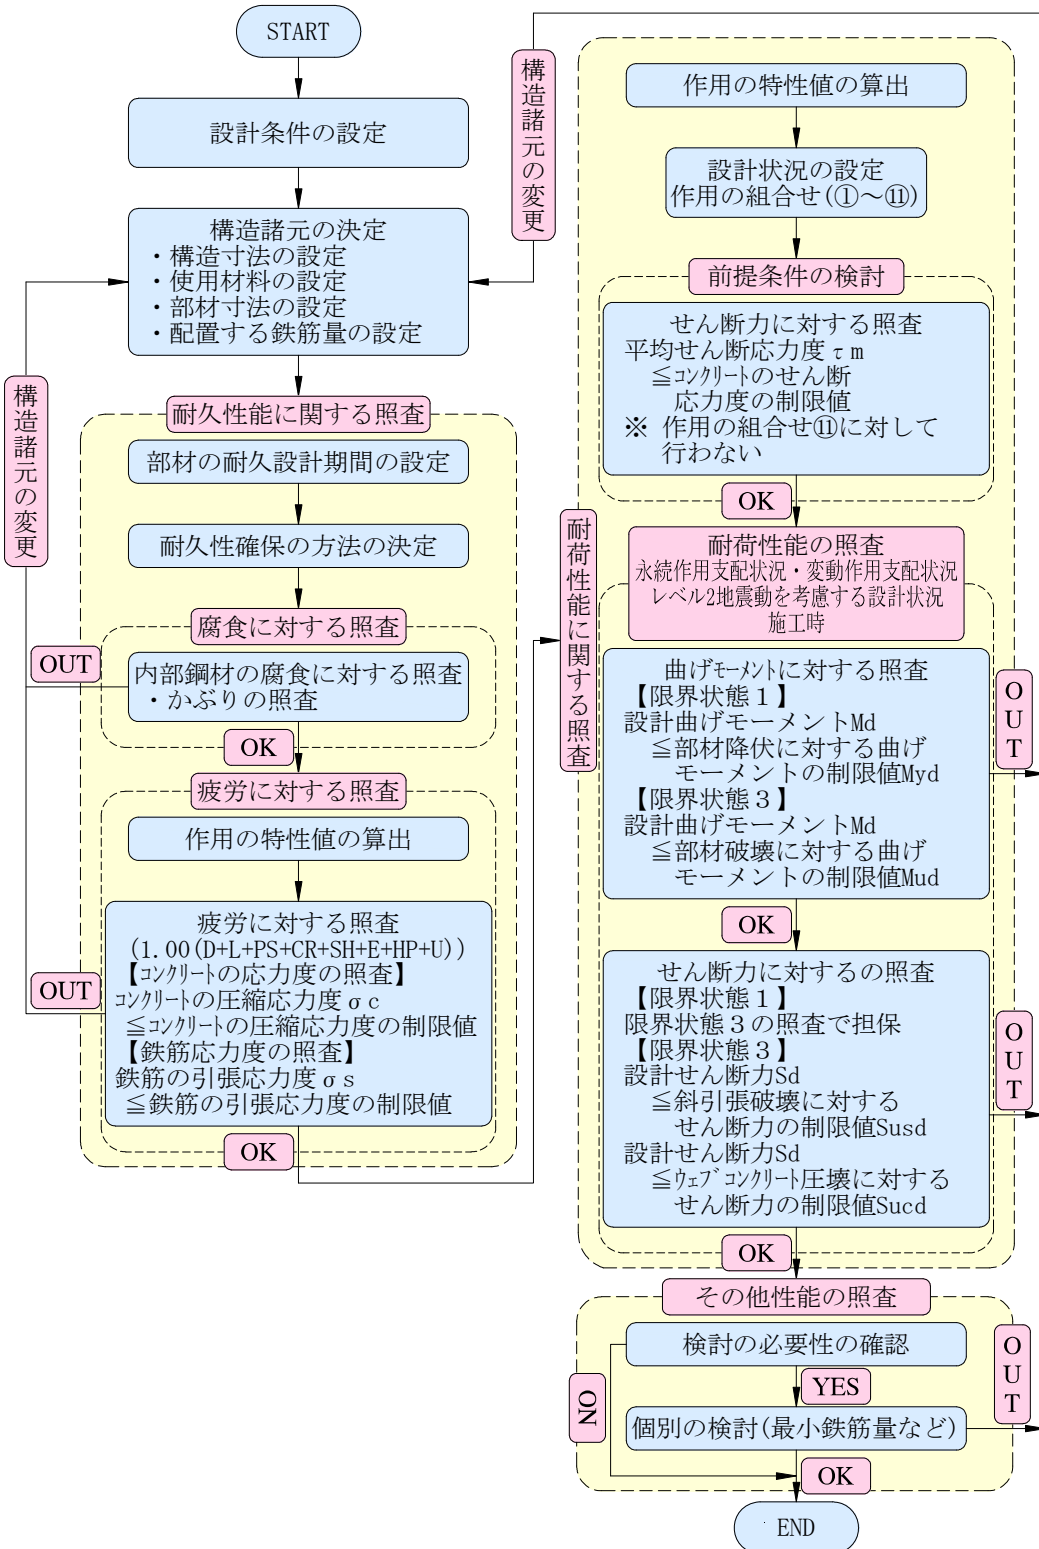 START
設計条件の設定
構造諸元の決定
・構造寸法の設定
・使用材料の設定
・部材寸法の設定
・配置する鉄筋量の設定
構造諸元の変更
耐久性能に関する照査
部材の耐久設計期間の設定
耐久性確保の方法の決定
腐食に対する照査
OUT
内部鋼材の腐食に対する照査
・かぶりの照査
OK
疲労に対する照査
作用の特性値の算出
疲労に対する照査
(1.00(D+L+PS+CR+SH+E+HP+U))
【コンクリートの応力度の照査】
コンクリートの圧縮応力度σc
≦コンクリートの圧縮応力度の制限値
【鉄筋応力度の照査】
鉄筋の引張応力度σs
≦鉄筋の引張応力度の制限値
OUT
OK
構造諸元の変更
耐荷性能に関する照査
作用の特性値の算出
設計状況の設定
作用の組合せ(①～⑪)
前提条件の検討
せん断力に対する照査
平均せん断応力度τm
≦コンクリートのせん断
応力度の制限値
※ 作用の組合せ⑪に対して
行わない
OK
耐荷性能の照査
永続作用支配状況・変動作用支配状況
レベル2地震動を考慮する設計状況
施工時
曲げモーメントに対する照査
【限界状態１】
設計曲げモーメントMd
≦部材降伏に対する曲げ
モーメントの制限値Myd
【限界状態３】
設計曲げモーメントMd
≦部材破壊に対する曲げ
モーメントの制限値Mud
OUT
OK
せん断力に対するの照査
【限界状態１】
限界状態３の照査で担保
【限界状態３】
設計せん断力Sd
≦斜引張破壊に対する
せん断力の制限値Susd
設計せん断力Sd
≦ウェブコンクリート圧壊に対する
せん断力の制限値Sucd
OUT
OK
その他性能の照査
検討の必要性の確認
YES
NO
個別の検討(最小鉄筋量など)
OUT
OK
END